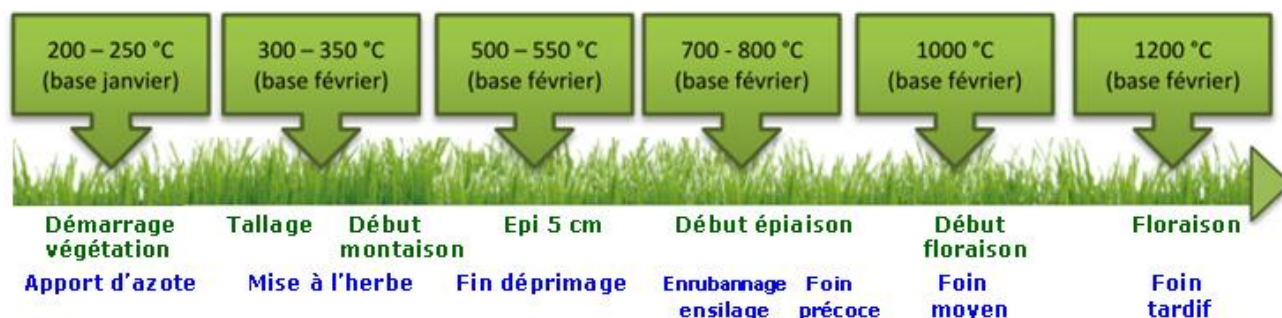 200 – 250 °C
(base janvier)
300 – 350 °C
(base février)
500 – 550 °C
(base février)
700 - 800 °C
(base février)
1000 °C
(base février)
1200 °C
(base février)
Démarrage
végétation
Tallage
Début
montaison
Epi 5 cm
Début épiaison
Début
floraison
Floraison
Apport d'azote
Mise à l'herbe
Fin déprimage
Enrubannage
ensilage
Foin
précoce
Foin
moyen
Foin
tardif